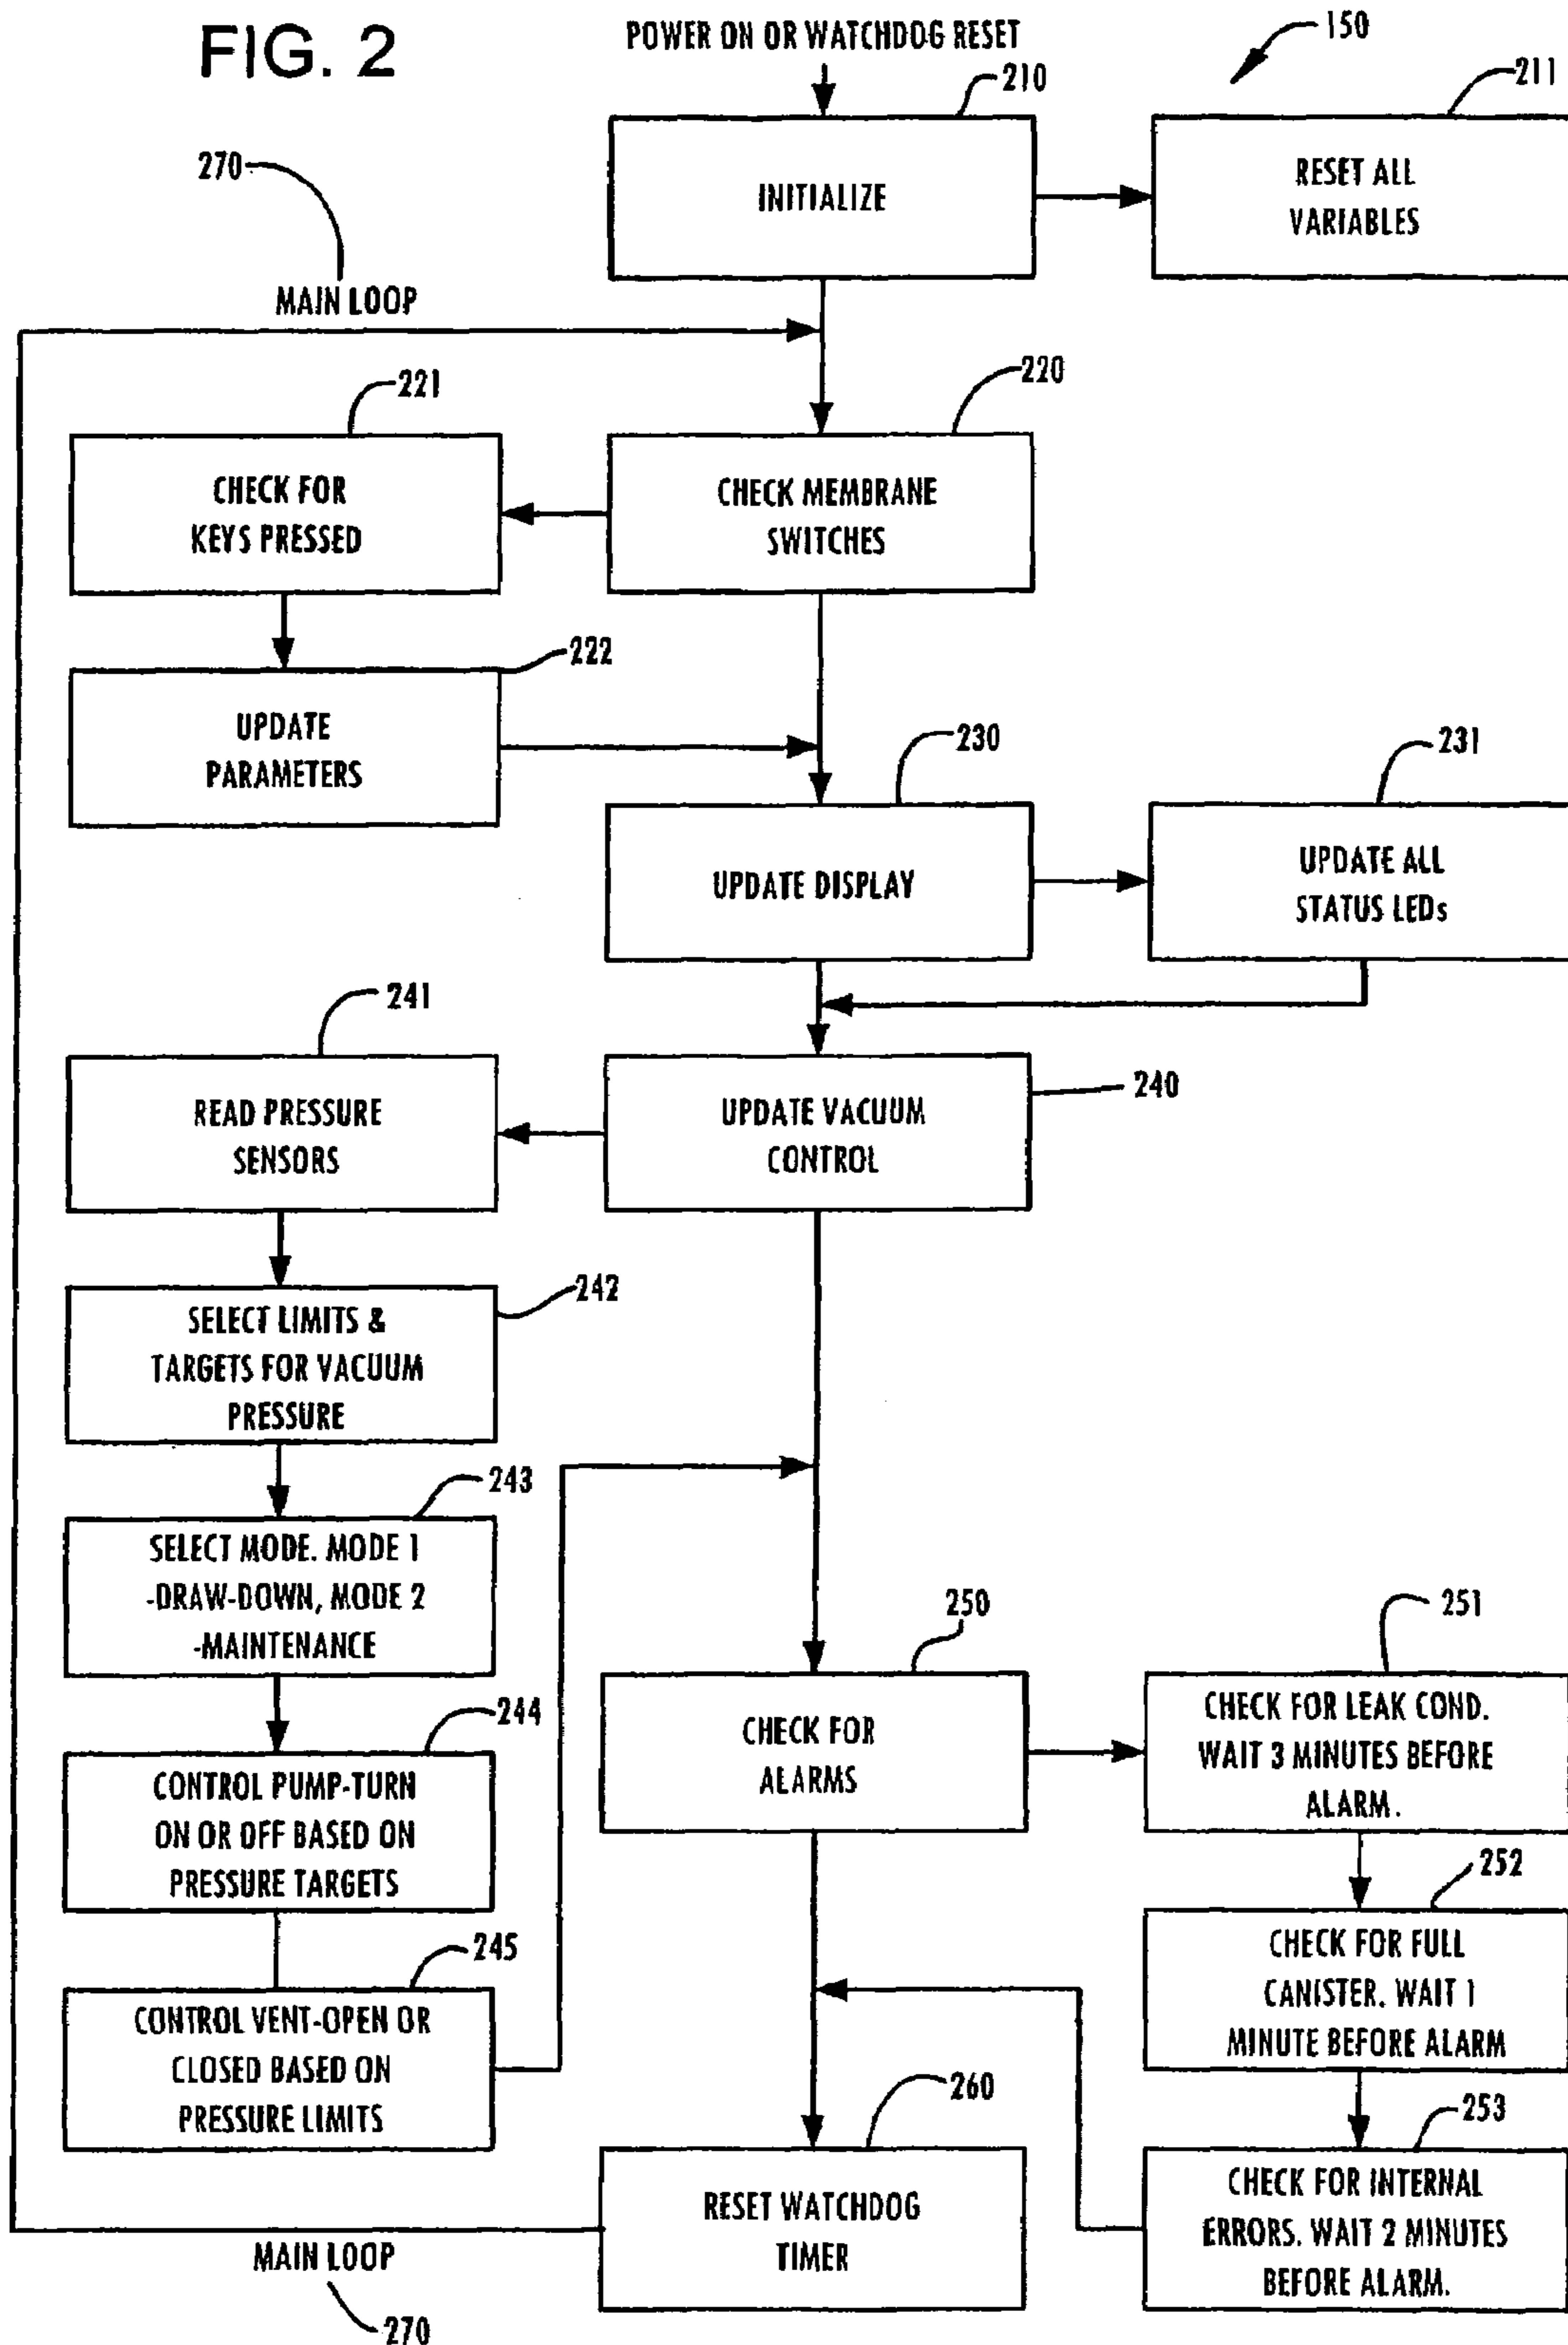 FIG. 2
POWER ON OR WATCHDOG RESET
150
210
211
INITIALIZE
RESET ALL
VARIABLES
270
MAIN LOOP
220
221
CHECK FOR
KEYS PRESSED
CHECK MEMBRANE
SWITCHES
222
UPDATE
PARAMETERS
230
231
UPDATE DISPLAY
UPDATE ALL
STATUS LEDs
241
240
READ PRESSURE
SENSORS
UPDATE VACUUM
CONTROL
242
SELECT LIMITS &
TARGETS FOR VACUUM
PRESSURE
243
SELECT MODE. MODE 1
-DRAW-DOWN, MODE 2
-MAINTENANCE
250
251
CHECK FOR
ALARMS
CHECK FOR LEAK COND.
WAIT 3 MINUTES BEFORE
ALARM.
244
CONTROL PUMP-TURN
ON OR OFF BASED ON
PRESSURE TARGETS
252
CHECK FOR FULL
CANISTER. WAIT 1
MINUTE BEFORE ALARM
245
CONTROL VENT-OPEN OR
CLOSED BASED ON
PRESSURE LIMITS
260
253
RESET WATCHDOG
TIMER
CHECK FOR INTERNAL
ERRORS. WAIT 2 MINUTES
BEFORE ALARM.
MAIN LOOP
270